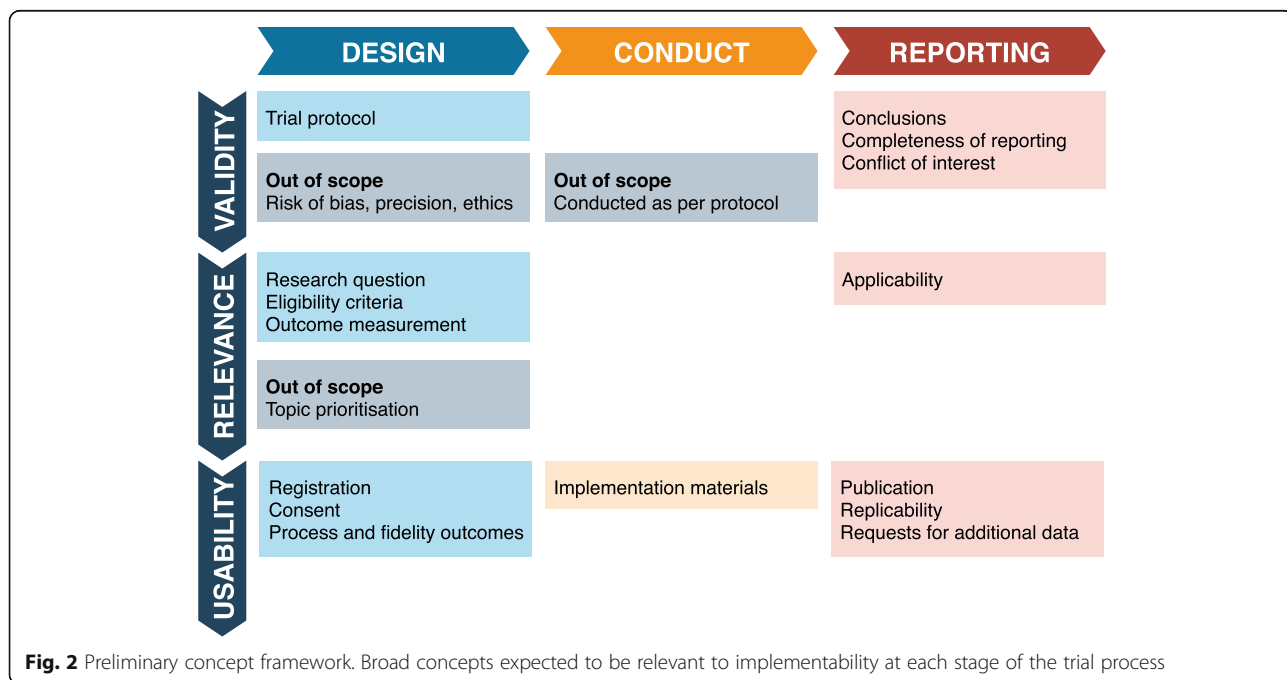 DESIGN
CONDUCT
REPORTING
VALIDITY
Trial protocol
Out of scope
Risk of bias, precision, ethics
Out of scope
Conducted as per protocol
Conclusions
Completeness of reporting
Conflict of interest
RELEVANCE
Research question
Eligibility criteria
Outcome measurement
Out of scope
Topic prioritisation
Applicability
USABILITY
Registration
Consent
Process and fidelity outcomes
Implementation materials
Publication
Replicability
Requests for additional data
Fig. 2 Preliminary concept framework. Broad concepts expected to be relevant to implementability at each stage of the trial process